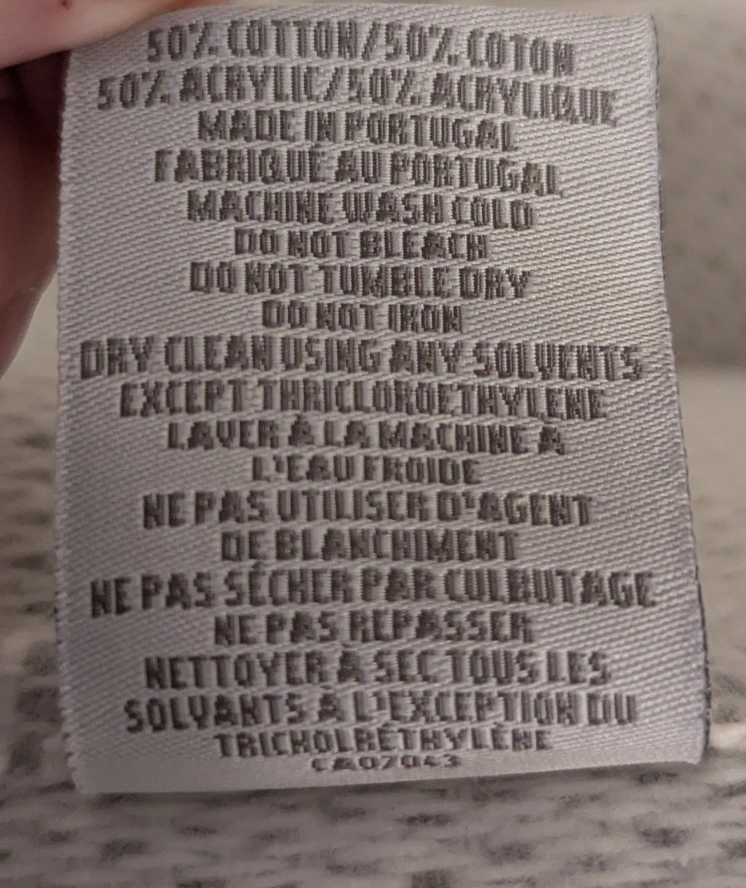 50% COTTON/50% COTON
50% ACRYLIC/50% ACRYLIQUE
MADE IN PORTUGAL
FABRIQUÉ AU PORTUGAL
MACHINE WASH COLD
DO NOT BLEACH
DO NOT TUMBLE DRY
DO NOT IRON
DRY CLEAN USING ANY SOLVENTS
EXCEPT THRICLOROETHYLENE
LAVER À LA MACHINE À
L'EAU FROIDE
NE PAS UTILISER D'AGENT
DE BLANCHIMENT
NE PAS SÉCHER PAR CULBUTAGE
NE PAS REPASSER
NETTOYER À SEC TOUS LES
SOLVANTS À L'EXCEPTION DU
TRICHOLRÉTHYLÈNE
CA07043